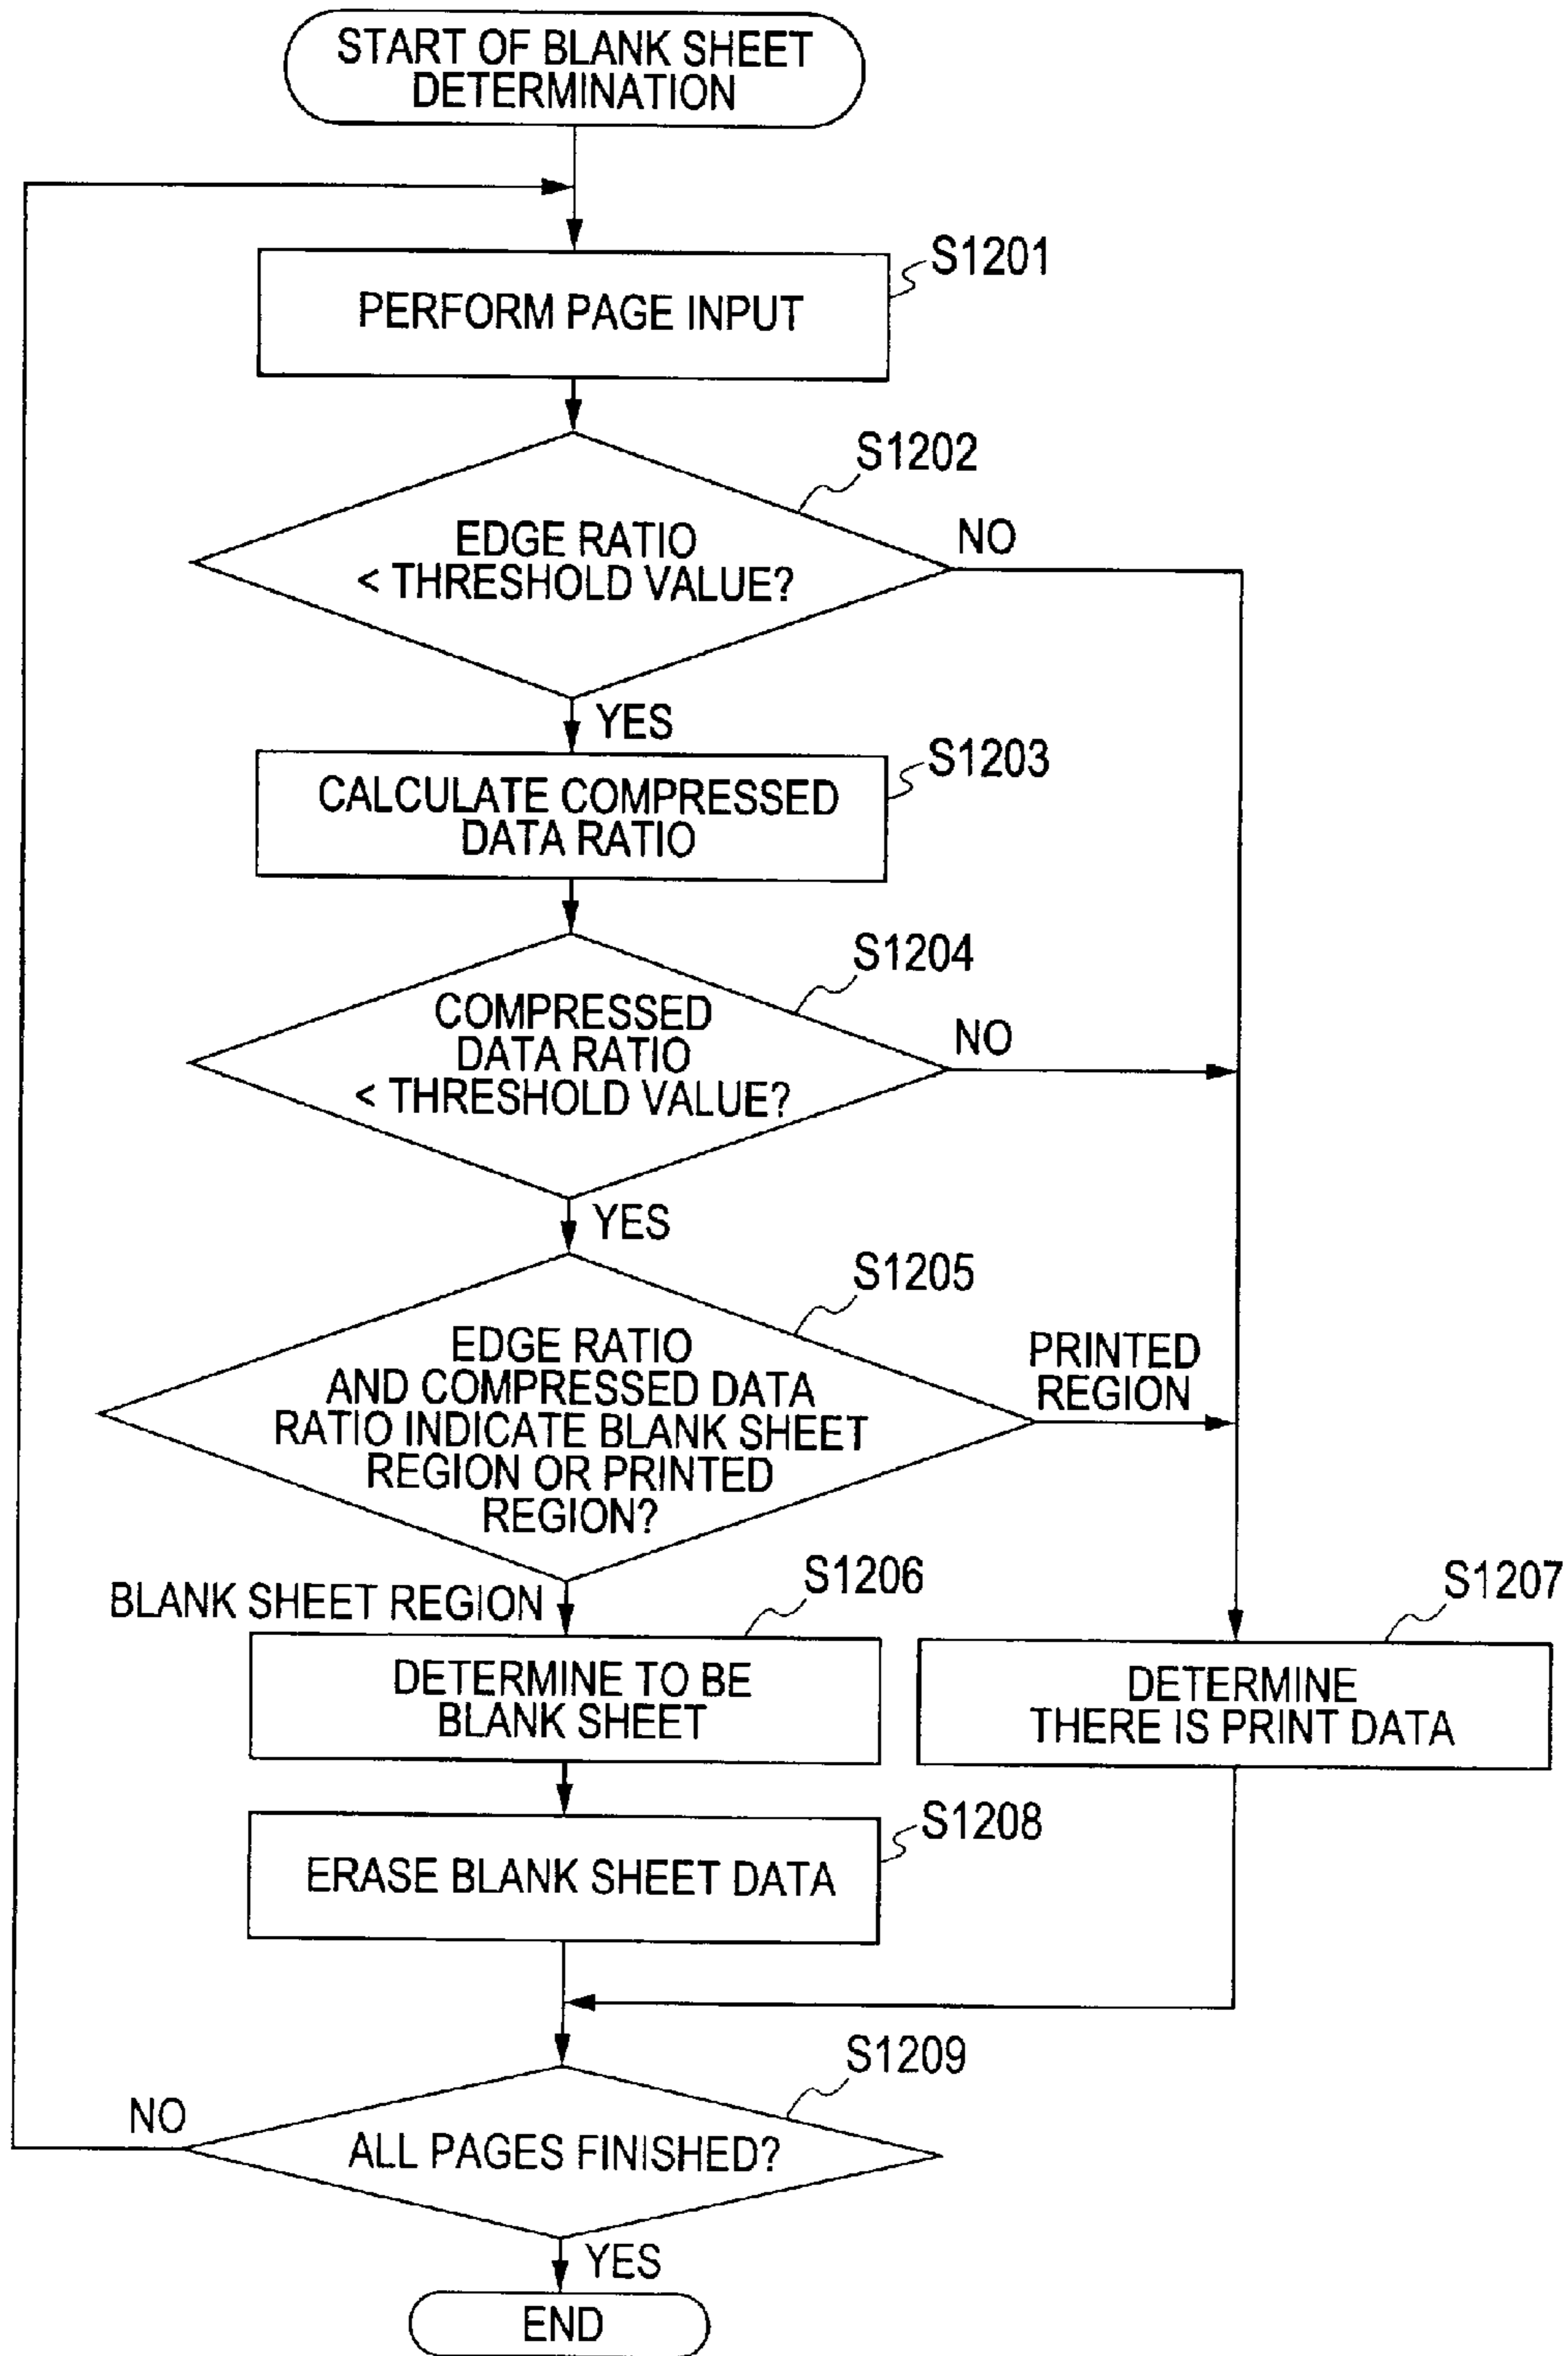 START OF BLANK SHEET
DETERMINATION
S1201
PERFORM PAGE INPUT
S1202
EDGE RATIO
< THRESHOLD VALUE?
NO
YES
S1203
CALCULATE COMPRESSED
DATA RATIO
S1204
COMPRESSED
DATA RATIO
< THRESHOLD VALUE?
NO
YES
S1205
EDGE RATIO
AND COMPRESSED DATA
RATIO INDICATE BLANK SHEET
REGION OR PRINTED
REGION?
PRINTED
REGION
BLANK SHEET REGION
S1206
DETERMINE TO BE
BLANK SHEET
S1207
DETERMINE
THERE IS PRINT DATA
S1208
ERASE BLANK SHEET DATA
S1209
ALL PAGES FINISHED?
NO
YES
END